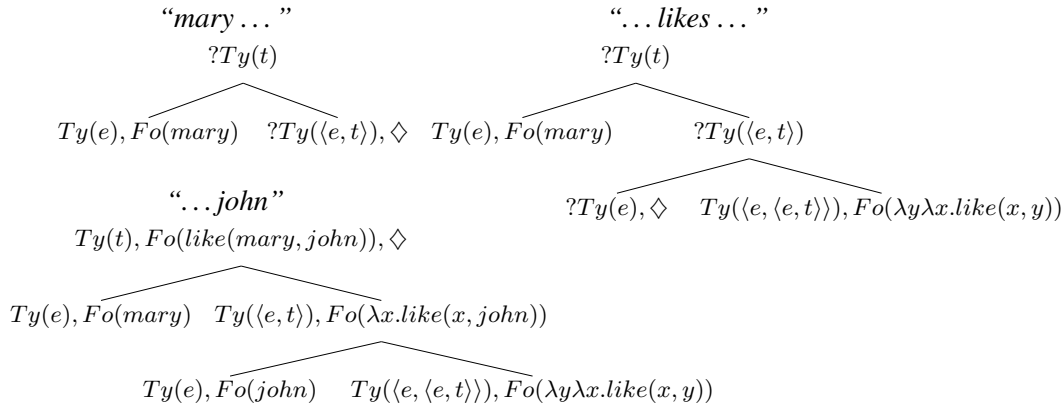 “mary . . . ”
?Ty(t)
Ty(e), Fo(mary) ?Ty(⟨e, t⟩), ♢
“. . . likes . . . ”
?Ty(t)
Ty(e), Fo(mary) ?Ty(⟨e, t⟩)
?Ty(e), ♢ Ty(⟨e, ⟨e, t⟩⟩), Fo(λyλx.like(x, y))
“. . . john”
Ty(t), Fo(like(mary, john)), ♢
Ty(e), Fo(mary) Ty(⟨e, t⟩), Fo(λx.like(x, john))
Ty(e), Fo(john) Ty(⟨e, ⟨e, t⟩⟩), Fo(λyλx.like(x, y))